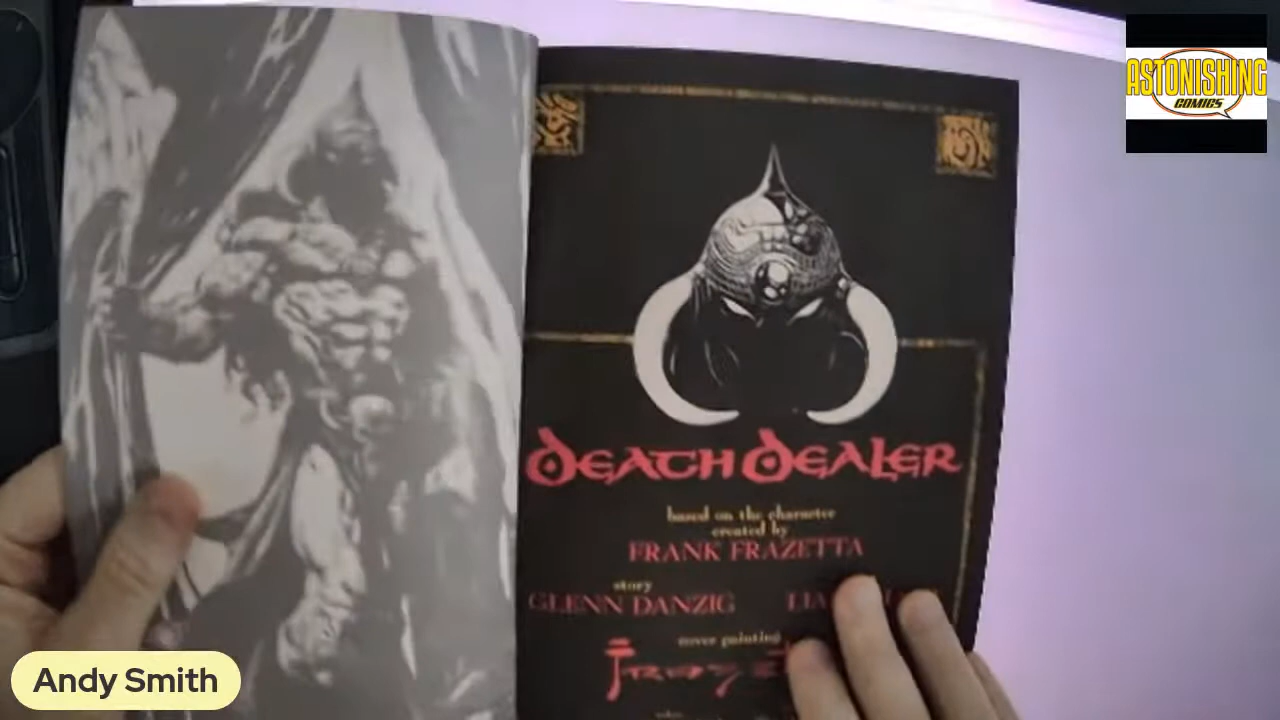 ASTONISHING
COMICS
DEATH DEALER
based on the character
created by
FRANK FRAZETTA
story
GLENN DANZIG
cover painting
Andy Smith